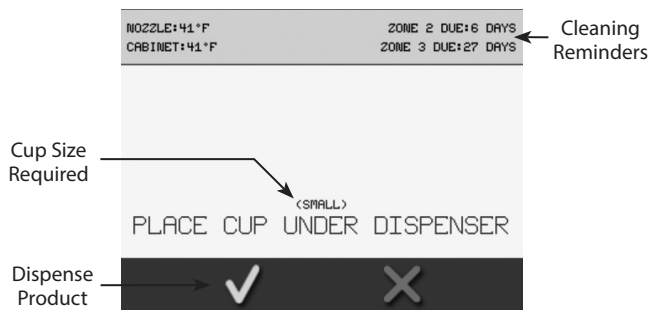 NOZZLE:41°F
CABINET:41°F
ZONE 2 DUE:6 DAYS
ZONE 3 DUE:27 DAYS
Cleaning
Reminders
Cup Size
Required
(SMALL)
PLACE CUP UNDER DISPENSER
Dispense
Product